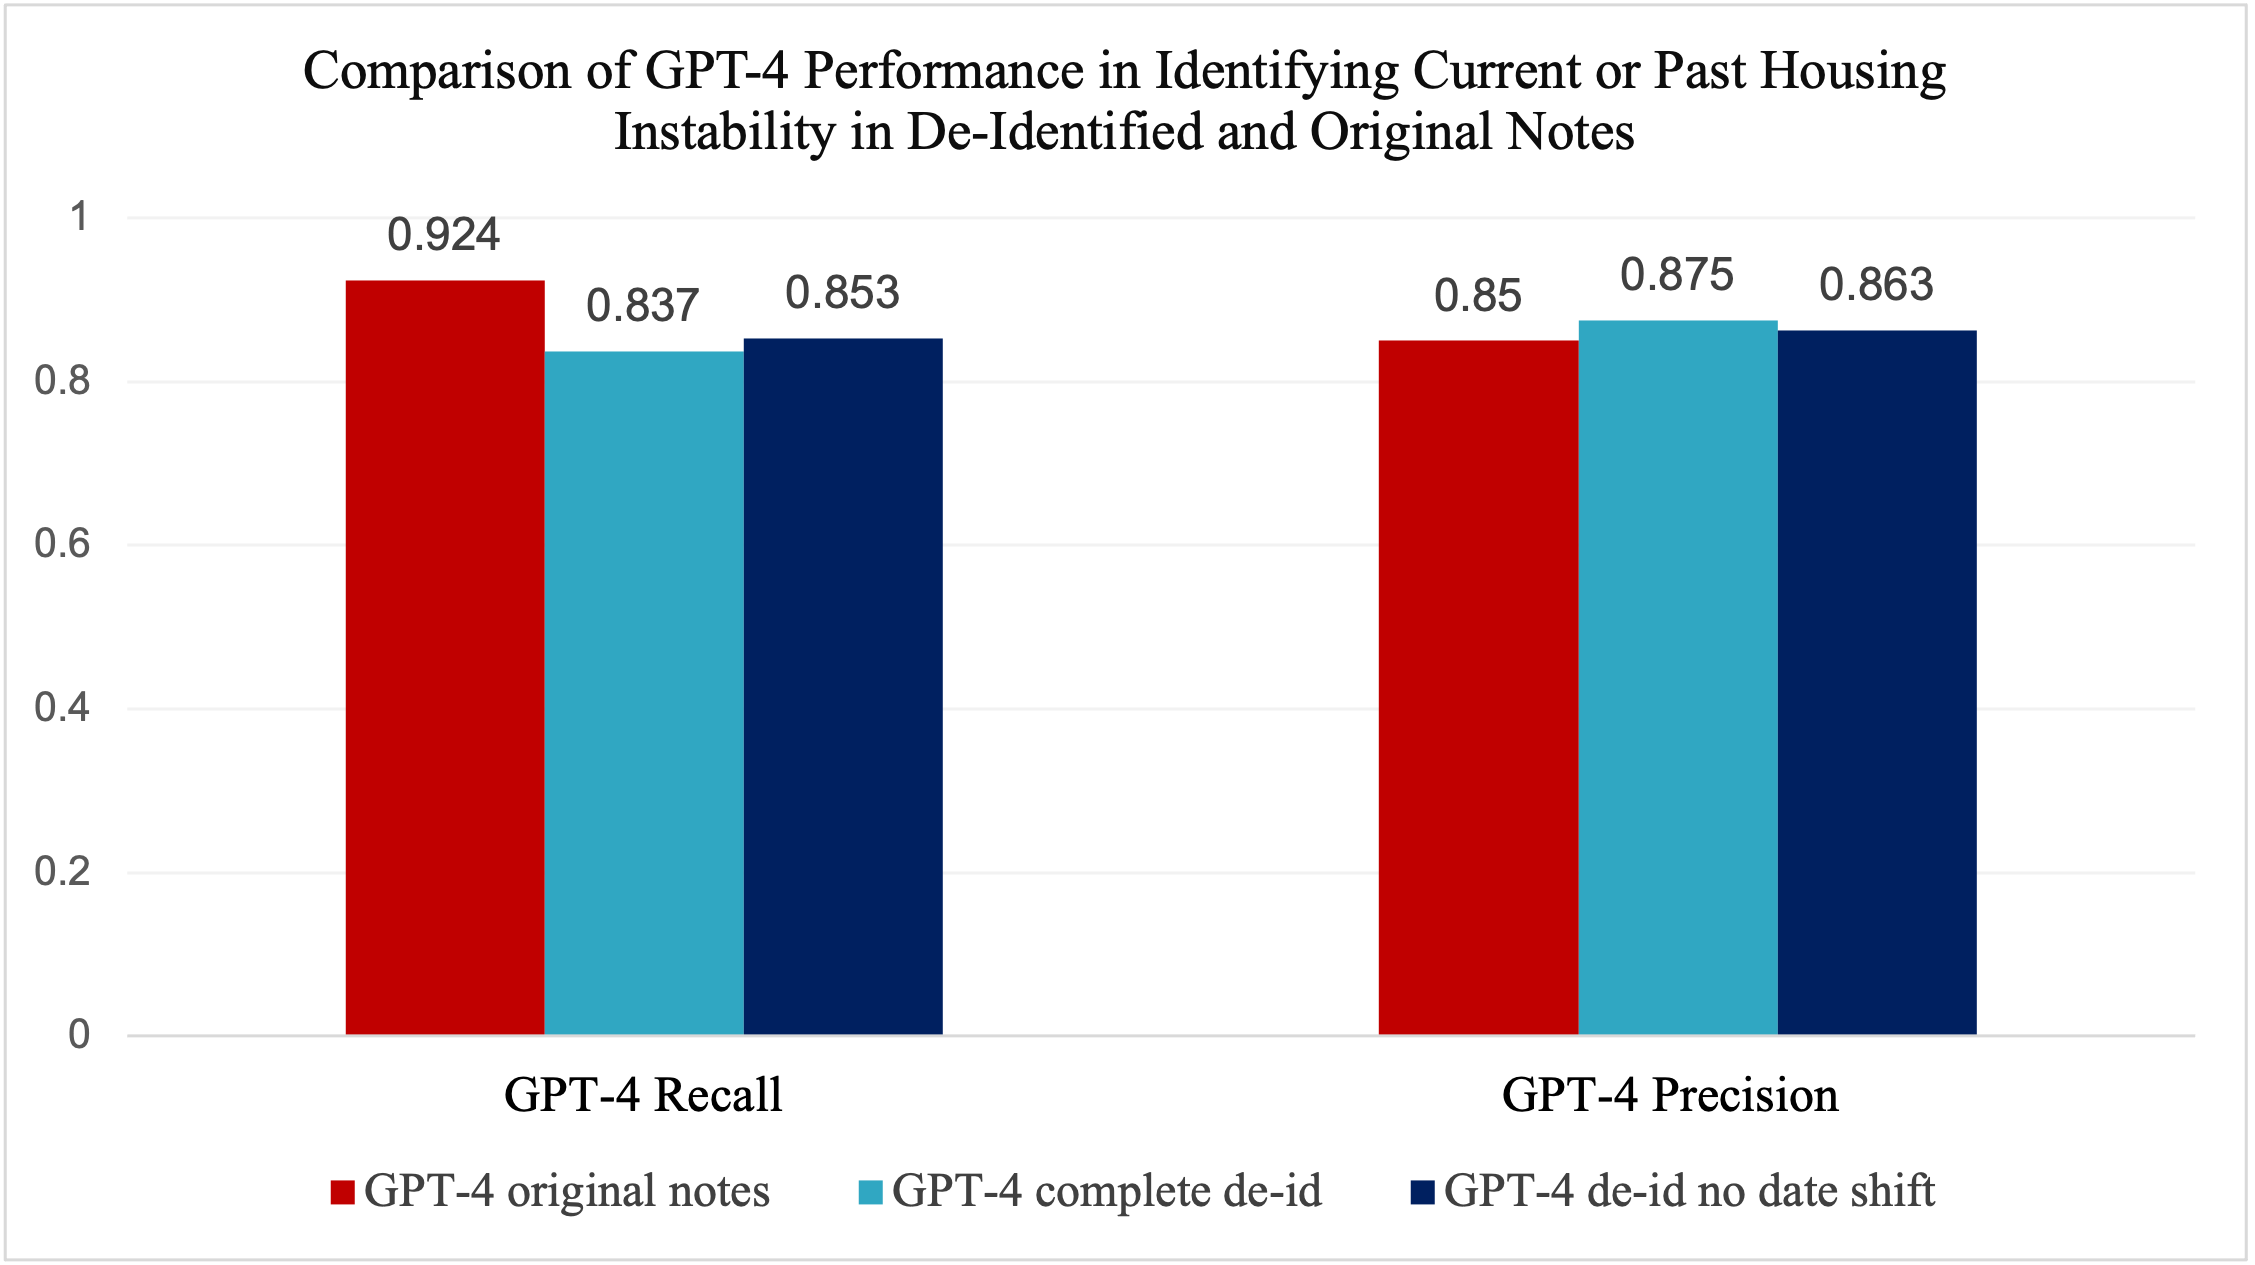 Comparison of GPT-4 Performance in Identifying Current or Past Housing
Instability in De-Identified and Original Notes
1
0.8
0.6
0.4
0.2
0
0.924
0.837
0.853
0.85
0.875
0.863
GPT-4 Recall
GPT-4 Precision
GPT-4 original notes
GPT-4 complete de-id
GPT-4 de-id no date shift